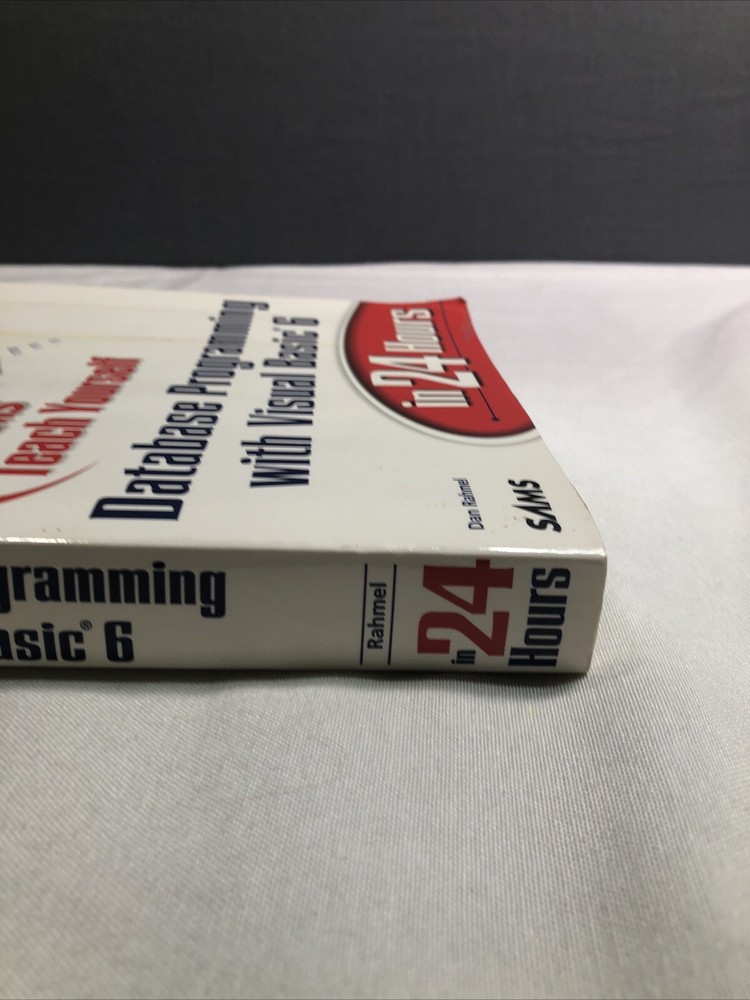 Teach Yourself
Database Programming
with Visual Basic 6
in 24 Hours
Dan Rahmel
SAMS
gramming
asic® 6
Rahmel
in 24
Hours